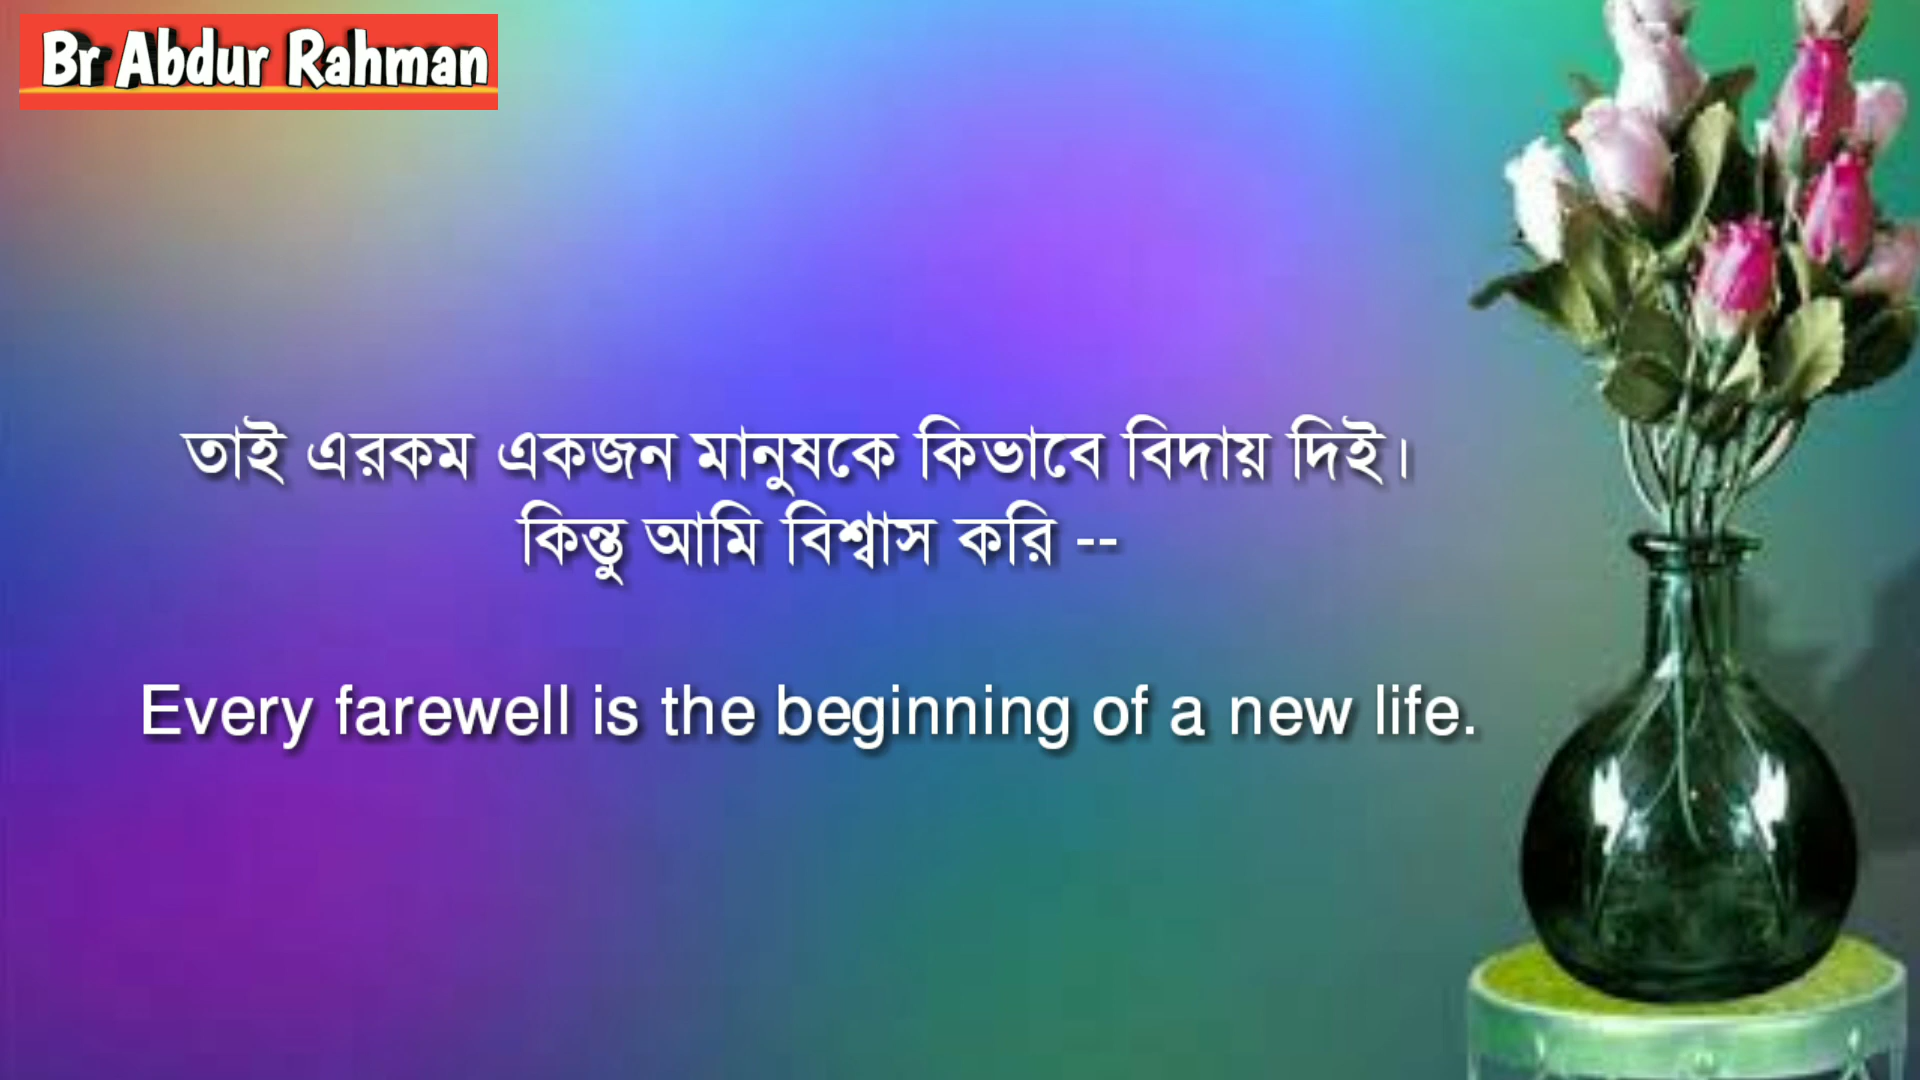 Br Abdur Rahman
তাই এরকম একজন মানুষকে কিভাবে বিদায় দিই।
কিন্তু আমি বিশ্বাস করি --
Every farewell is the beginning of a new life.